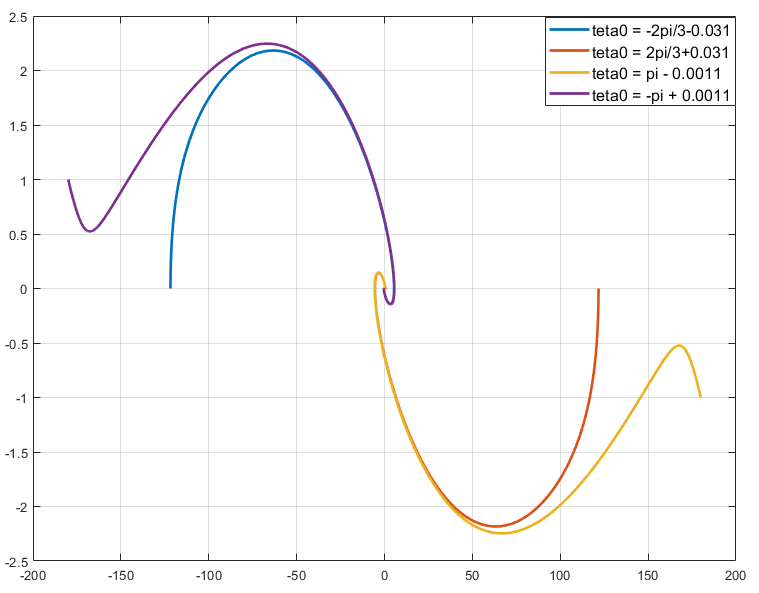 2.5
teta0 = -2pi/3-0.031
teta0 = 2pi/3+0.031
teta0 = pi - 0.0011
teta0 = -pi + 0.0011
2
1.5
1
0.5
0
-0.5
-1
-1.5
-2
-2.5
-200 -150 -100 -50 0 50 100 150 200